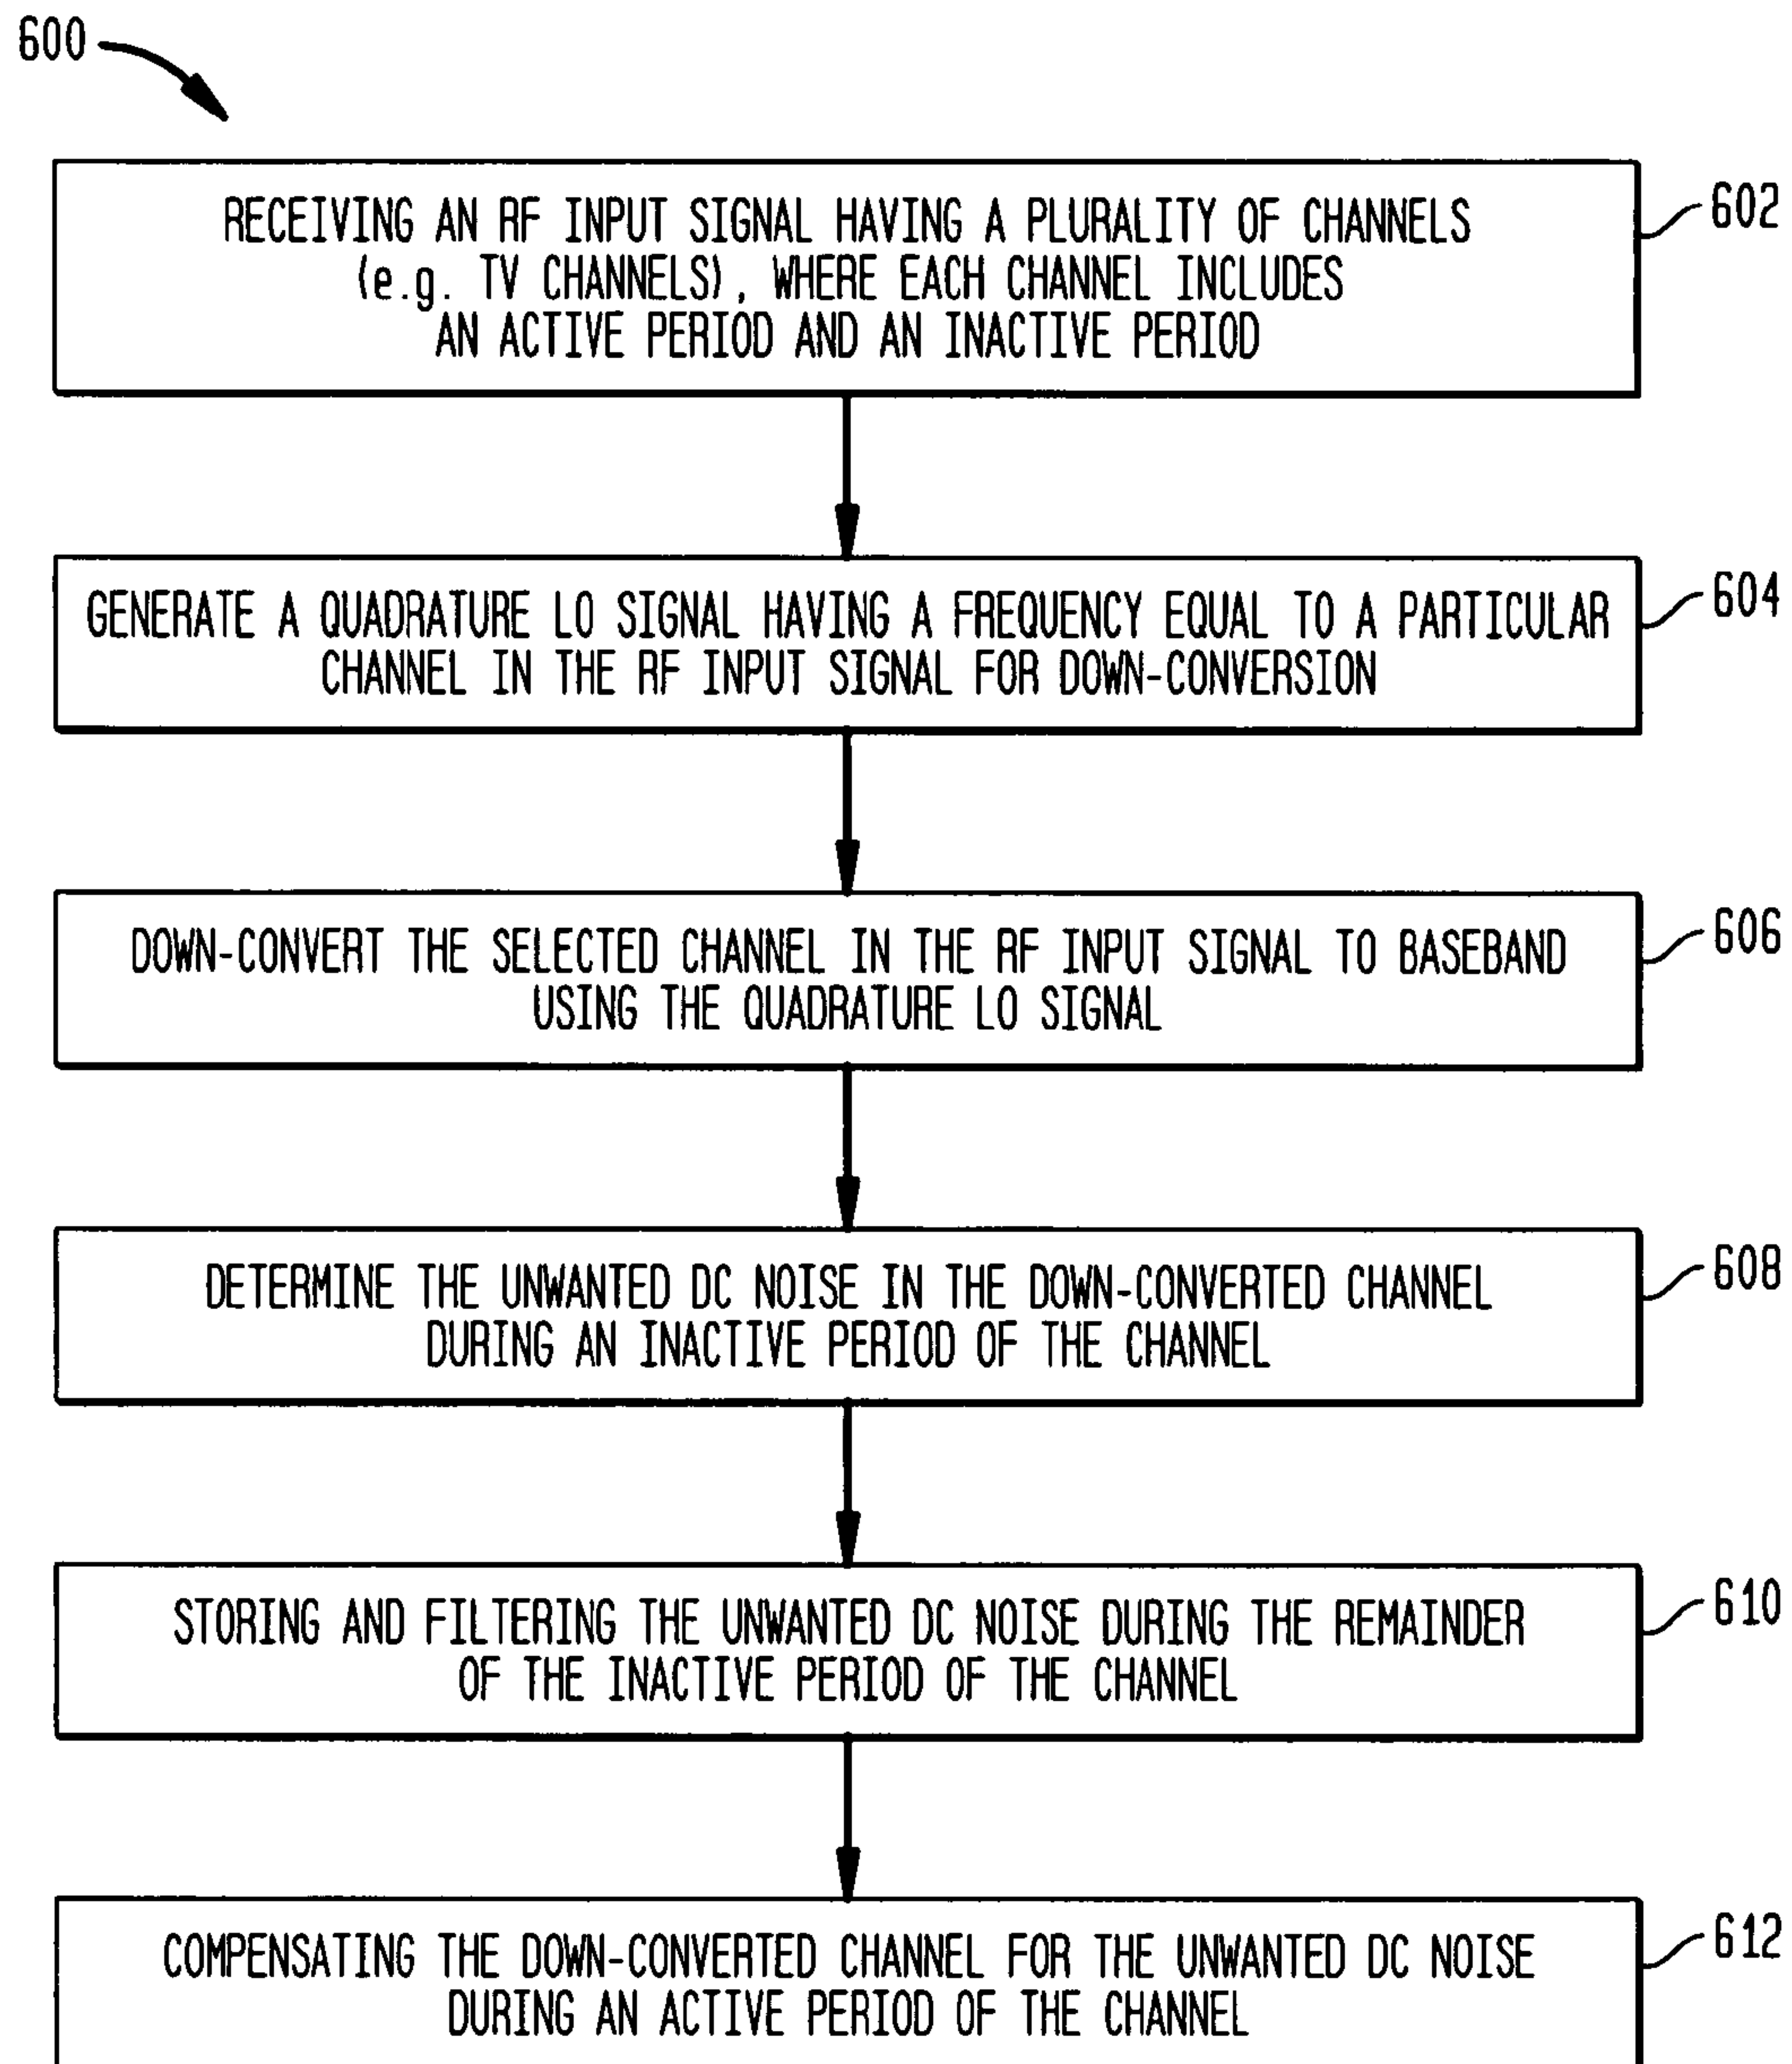 600
RECEIVING AN RF INPUT SIGNAL HAVING A PLURALITY OF CHANNELS
(e.g. TV CHANNELS), WHERE EACH CHANNEL INCLUDES
AN ACTIVE PERIOD AND AN INACTIVE PERIOD
602
GENERATE A QUADRATURE LO SIGNAL HAVING A FREQUENCY EQUAL TO A PARTICULAR
CHANNEL IN THE RF INPUT SIGNAL FOR DOWN-CONVERSION
604
DOWN-CONVERT THE SELECTED CHANNEL IN THE RF INPUT SIGNAL TO BASEBAND
USING THE QUADRATURE LO SIGNAL
606
DETERMINE THE UNWANTED DC NOISE IN THE DOWN-CONVERTED CHANNEL
DURING AN INACTIVE PERIOD OF THE CHANNEL
608
STORING AND FILTERING THE UNWANTED DC NOISE DURING THE REMAINDER
OF THE INACTIVE PERIOD OF THE CHANNEL
610
COMPENSATING THE DOWN-CONVERTED CHANNEL FOR THE UNWANTED DC NOISE
DURING AN ACTIVE PERIOD OF THE CHANNEL
612